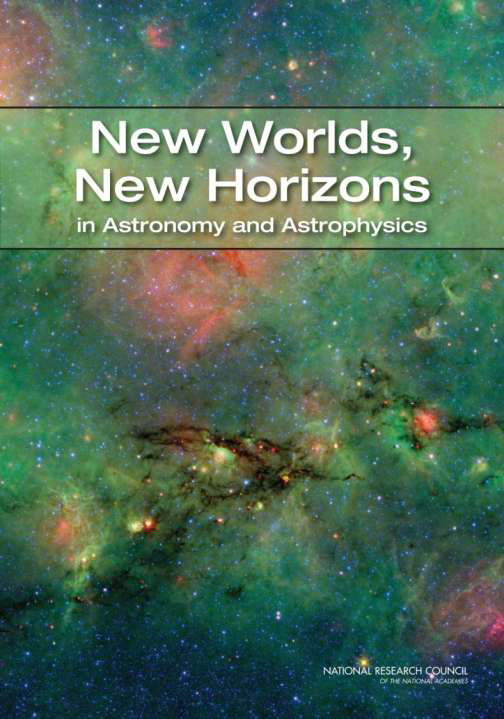 New Worlds,
New Horizons
in Astronomy and Astrophysics
NATIONAL RESEARCH COUNCIL
OF THE NATIONAL ACADEMIES